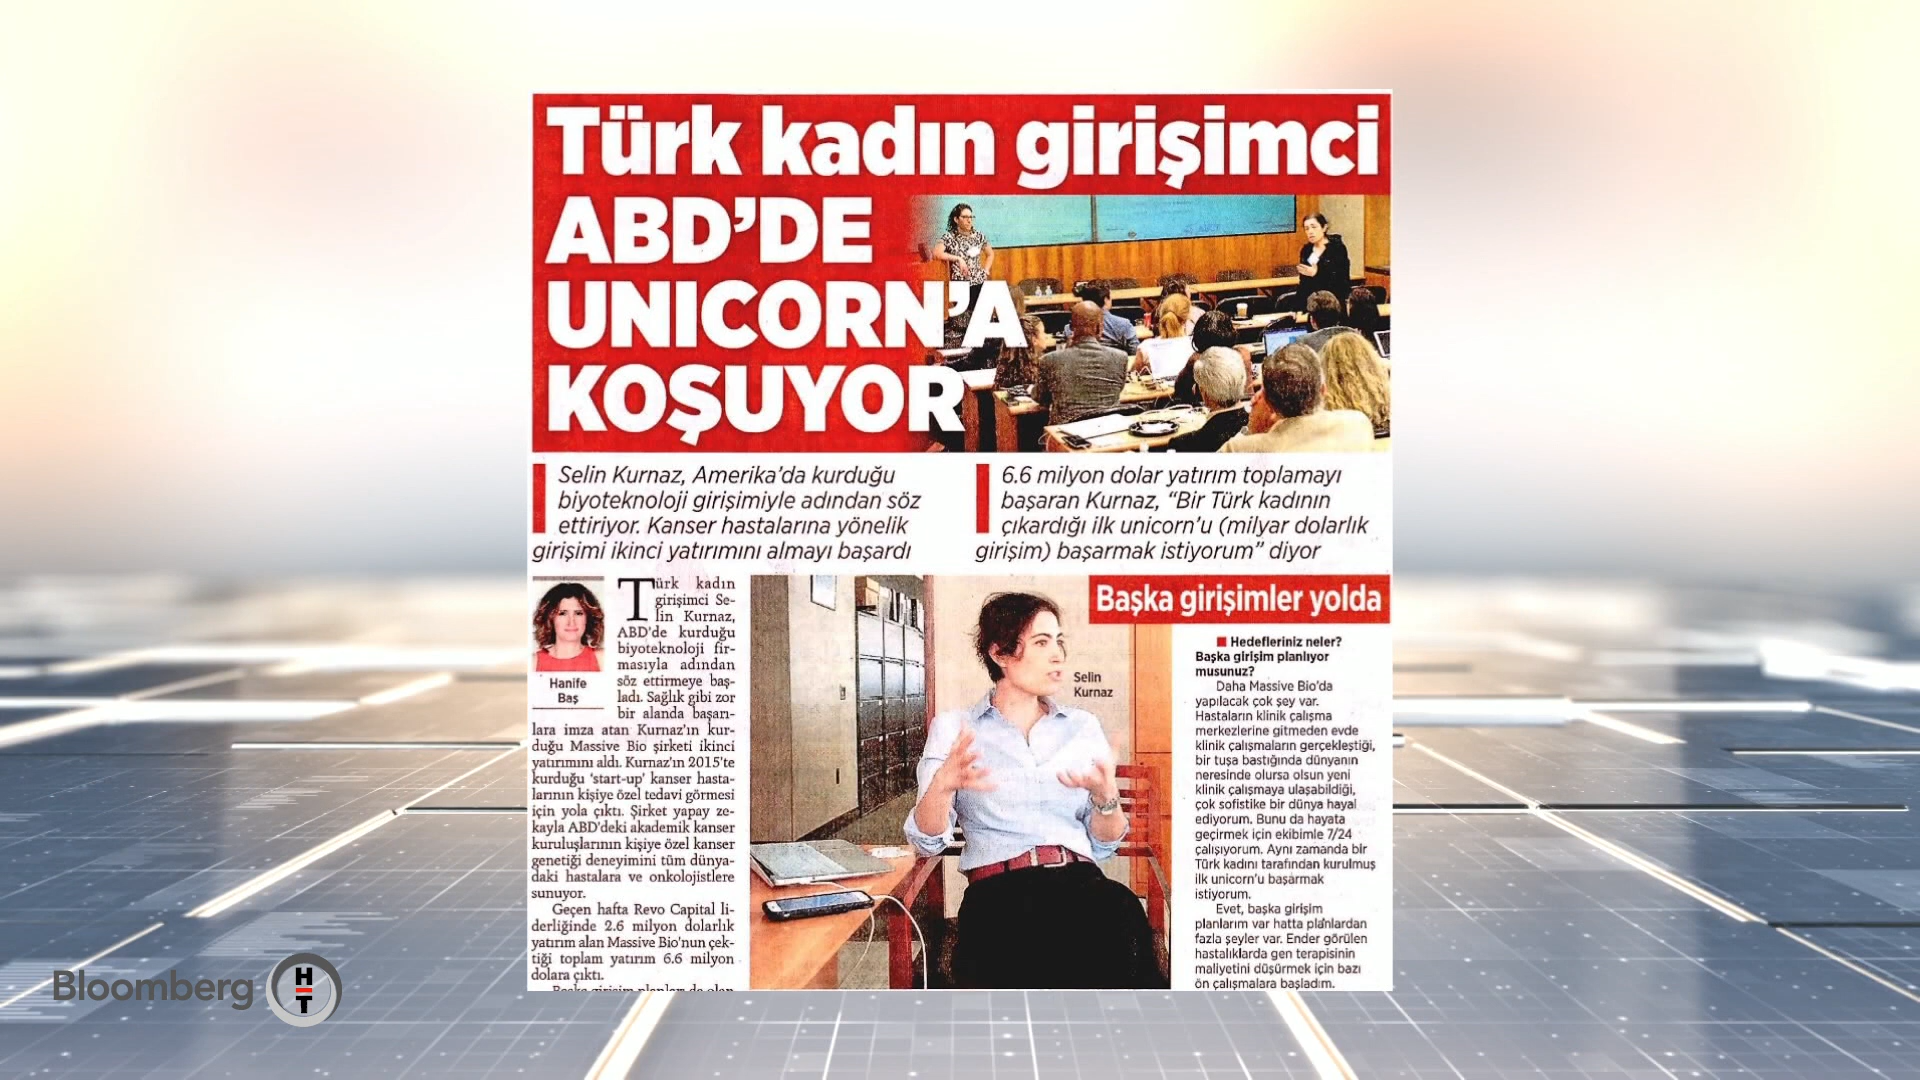 Türk kadın girişimci
ABD’DE
UNICORN’A
KOŞUYOR
Selin Kurnaz, Amerika’da kurduğu
biyoteknoloji girişimiyle adından söz
ettiriyor. Kanser hastalarına yönelik
girişimi ikinci yatırımını almayı başardı
6.6 milyon dolar yatırım toplamayı
başaran Kurnaz, “Bir Türk kadının
çıkardığı ilk unicorn’u (milyar dolarlık
girişim) başarmak istiyorum” diyor
Hanife
Baş
Türk kadın
girişimci Se-
lin Kurnaz,
ABD’de kurduğu
biyoteknoloji fir-
masıyla adından
söz ettirmeye baş-
ladı. Sağlık gibi zor
bir alanda başarı-
lara imza atan Kurnaz’ın kur-
duğu Massive Bio şirketi ikinci
yatırımını aldı. Kurnaz’ın 2015’te
kurduğu ‘start-up’ kanser hasta-
larının kişiye özel tedavi görmesi
için yola çıktı. Şirket yapay ze-
kayla ABD’deki akademik kanser
kuruluşlarının kişiye özel kanser
genetiği deneyimini tüm dünya-
daki hastalara ve onkolojistlere
sunuyor.
Geçen hafta Revo Capital li-
derliğinde 2.6 milyon dolarlık
yatırım alan Massive Bio’nun çek-
tiği toplam yatırım 6.6 milyon
dolara çıktı.
Selin
Kurnaz
Başka girişimler yolda
■ Hedefleriniz neler?
Başka girişim planlıyor
musunuz?
Daha Massive Bio’da
yapılacak çok şey var.
Hastaların klinik çalışma
merkezlerine gitmeden evde
klinik çalışmaların gerçekleştiği,
bir tuşa bastığında dünyanın
neresinde olursa olsun yeni
klinik çalışmaya ulaşabildiği,
çok sofistike bir dünya hayal
ediyorum. Bunu da hayata
geçirmek için ekibimle 7/24
çalışıyorum. Aynı zamanda bir
Türk kadını tarafından kurulmuş
ilk unicorn’u başarmak
istiyorum.
Evet, başka girişim
planlarım var hatta planlardan
fazla şeyler var. Ender görülen
hastalıklarda gen terapisinin
maliyetini düşürmek için bazı
ön çalışmalara başladım.
Bloomberg HT